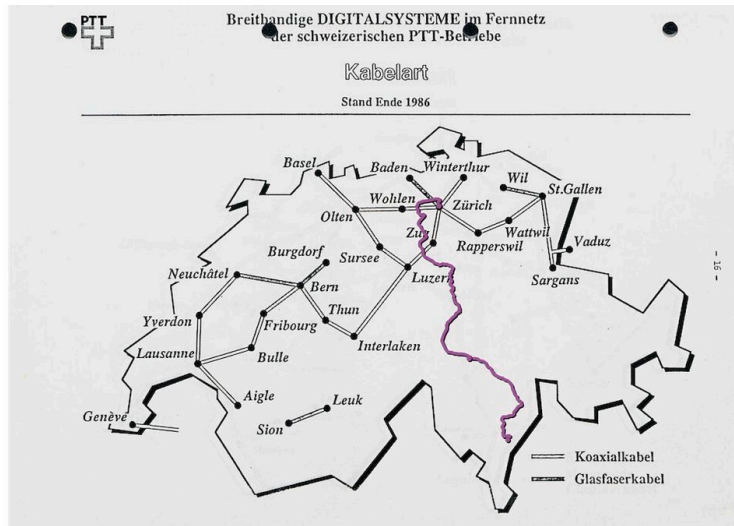 PTT
Breitbandige DIGITALSYSTEME im Fernnetz
der schweizerischen PTT-Betriebe
Kabelart
Stand Ende 1986
Basel
Baden
Winterthur
Wil
St.Gallen
Wohlen
Zürich
Olten
Wattwil
Zug
Rapperswil
Vaduz
Sursee
Burgdorf
Luzern
Sargans
Neuchâtel
Bern
Thun
Yverdon
Fribourg
Interlaken
Lausanne
Bulle
Aigle
Leuk
Genève
Sion
Koaxialkabel
Glasfaserkabel
- 16 -